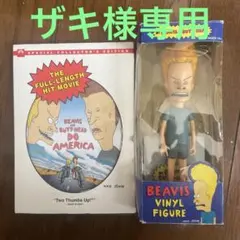 ザキ様専用
SPECIAL COLLECTOR'S EDITION
THE
FULL-LENGTH
HIT MOVIE!
BEAVIS
AND
BUTT-HEAD
DO
AMERICA
"Two Thumbs Up!"
BEAVIS
VINYL
FIGURE